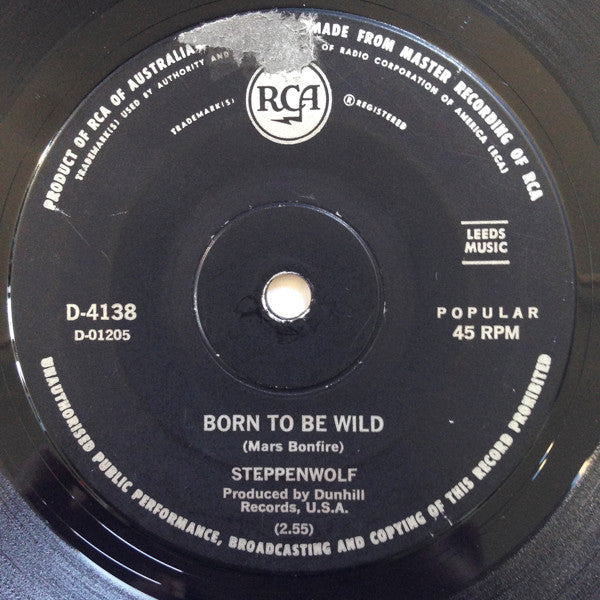 PRODUCT OF RCA OF AUSTRALIA
MADE FROM MASTER RECORDING OF RCA
TRADEMARK(S) USED BY AUTHORITY AND
OF RADIO CORPORATION OF AMERICA (RCA)
RCA
TRADEMARK(S)
® REGISTERED
LEEDS
MUSIC
D-4138
D-01205
POPULAR
45 RPM
BORN TO BE WILD
(Mars Bonfire)
STEPPENWOLF
Produced by Dunhill
Records, U.S.A.
(2.55)
UNAUTHORISED PUBLIC PERFORMANCE, BROADCASTING AND COPYING OF THIS RECORD PROHIBITED